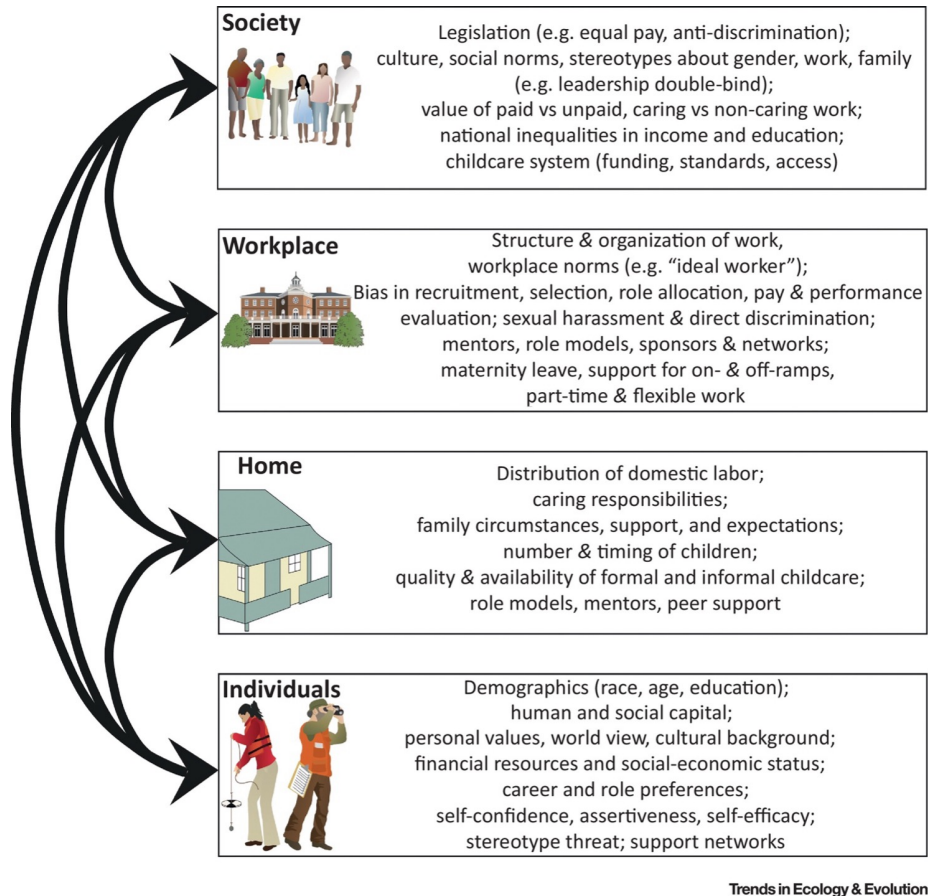 Society
Legislation (e.g. equal pay, anti-discrimination);
culture, social norms, stereotypes about gender, work, family
(e.g. leadership double-bind);
value of paid vs unpaid, caring vs non-caring work;
national inequalities in income and education;
childcare system (funding, standards, access)
Workplace
Structure & organization of work,
workplace norms (e.g. “ideal worker”);
Bias in recruitment, selection, role allocation, pay & performance
evaluation; sexual harassment & direct discrimination;
mentors, role models, sponsors & networks;
maternity leave, support for on- & off-ramps,
part-time & flexible work
Home
Distribution of domestic labor;
caring responsibilities;
family circumstances, support, and expectations;
number & timing of children;
quality & availability of formal and informal childcare;
role models, mentors, peer support
Individuals
Demographics (race, age, education);
human and social capital;
personal values, world view, cultural background;
financial resources and social-economic status;
career and role preferences;
self-confidence, assertiveness, self-efficacy;
stereotype threat; support networks
Trends in Ecology & Evolution